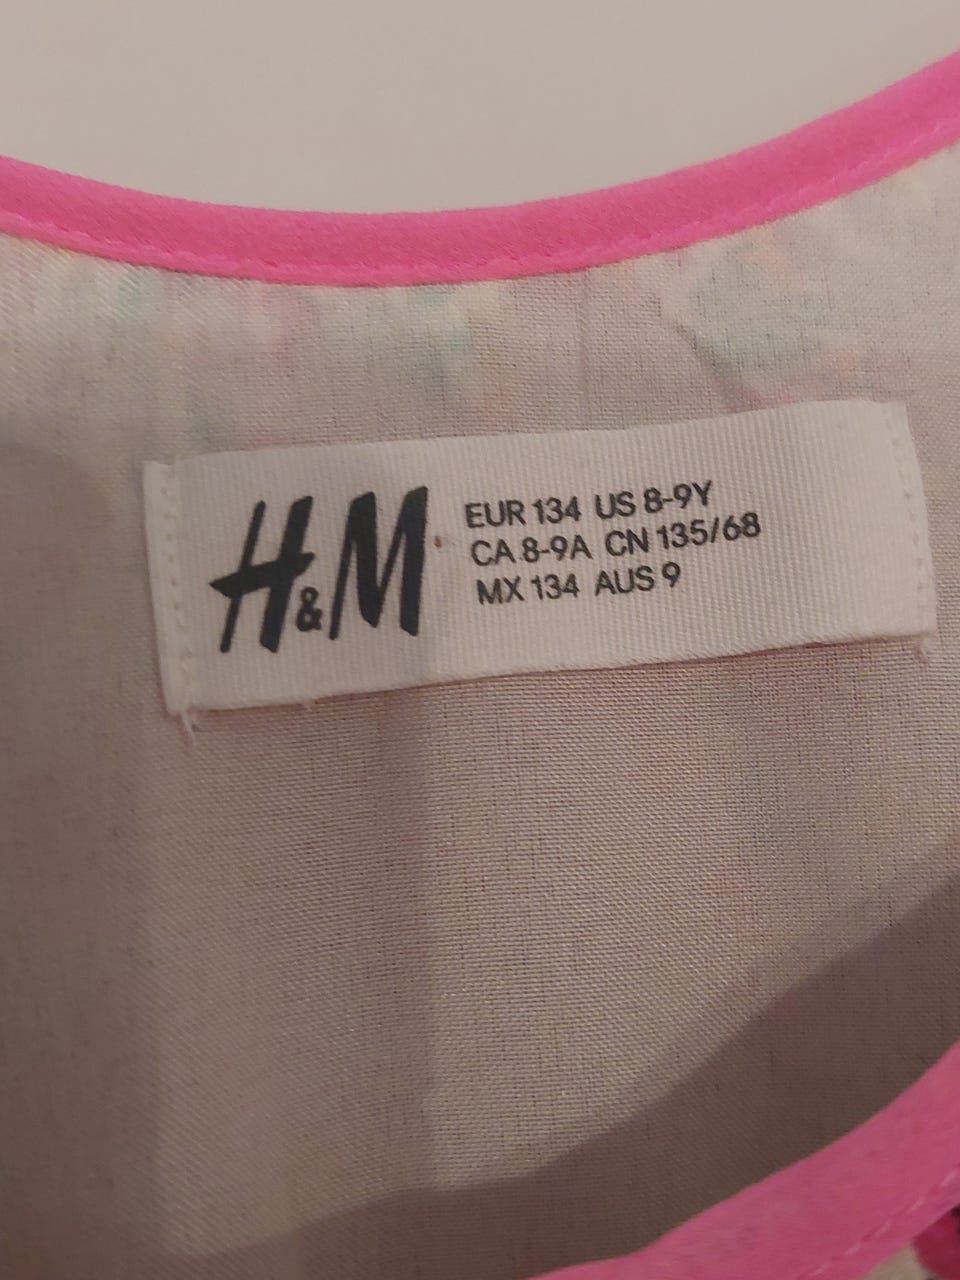 H&M
EUR 134 US 8-9Y
CA 8-9A CN 135/68
MX 134 AUS 9